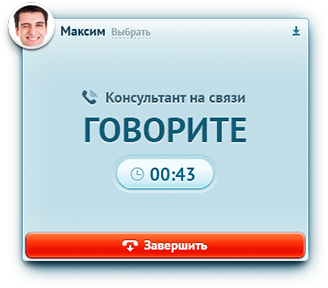 Максим Выбрать
Консультант на связи
ГОВОРИТЕ
00:43
Завершить